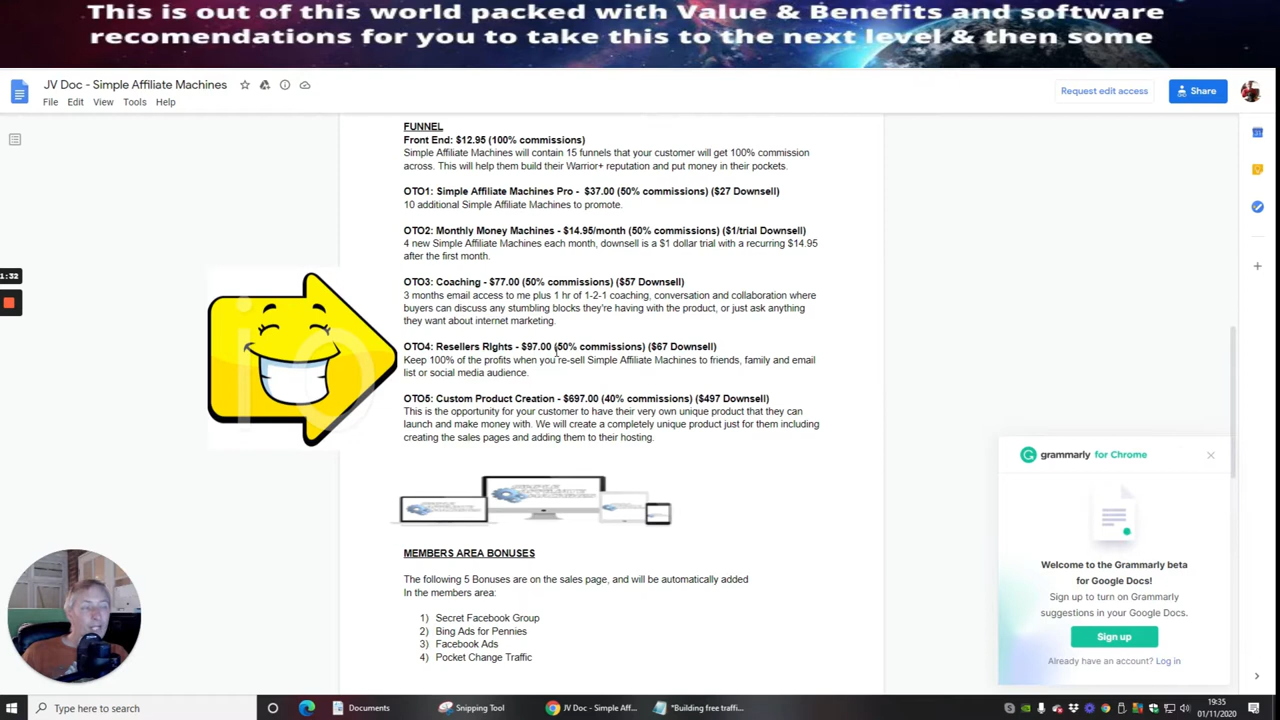 This is out of this world packed with Value & Benefits and software
recomendations for you to take this to the next level & then some
JV Doc - Simple Affiliate Machines
File Edit View Tools Help
Request edit access
Share
FUNNEL
Front End: $12.95 (100% commissions)
Simple Affiliate Machines will contain 15 funnels that your customer will get 100% commission
across. This will help them build their Warrior+ reputation and put money in their pockets.
OTO1: Simple Affiliate Machines Pro - $37.00 (50% commissions) ($27 Downsell)
10 additional Simple Affiliate Machines to promote.
OTO2: Monthly Money Machines - $14.95/month (50% commissions) ($1/trial Downsell)
4 new Simple Affiliate Machines each month, downsell is a $1 dollar trial with a recurring $14.95
after the first month.
1:32
OTO3: Coaching - $77.00 (50% commissions) ($57 Downsell)
3 months email access to me plus 1 hr of 1-2-1 coaching, conversation and collaboration where
buyers can discuss any stumbling blocks they're having with the product, or just ask anything
they want about internet marketing.
OTO4: Resellers Rights - $97.00 (50% commissions) ($67 Downsell)
Keep 100% of the profits when you re-sell Simple Affiliate Machines to friends, family and email
list or social media audience.
OTO5: Custom Product Creation - $697.00 (40% commissions) ($497 Downsell)
This is the opportunity for your customer to have their very own unique product that they can
launch and make money with. We will create a completely unique product just for them including
creating the sales pages and adding them to their hosting.
MEMBERS AREA BONUSES
The following 5 Bonuses are on the sales page, and will be automatically added
In the members area:
1) Secret Facebook Group
2) Bing Ads for Pennies
3) Facebook Ads
4) Pocket Change Traffic
grammarly for Chrome
Welcome to the Grammarly beta
for Google Docs!
Sign up to turn on Grammarly
suggestions in your Google Docs.
Sign up
Already have an account? Log in
Type here to search
Documents
Snipping Tool
JV Doc - Simple Aff...
*Building free traffi...
19:35
01/11/2020